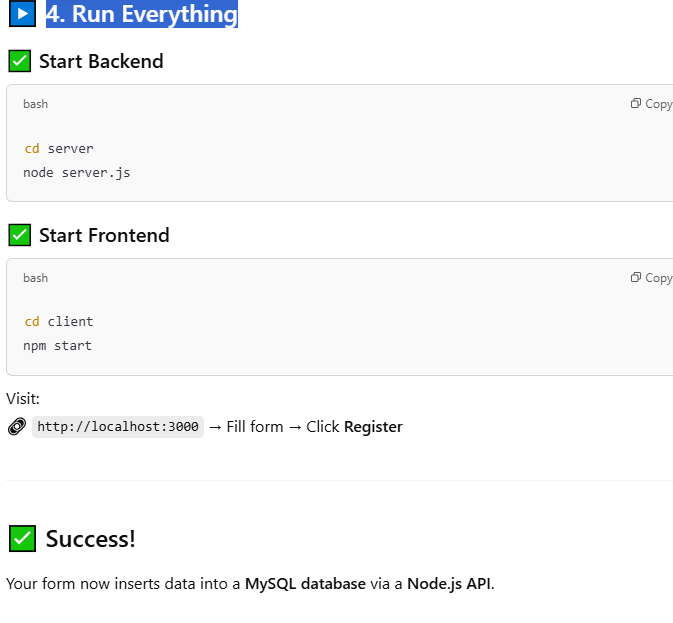 4. Run Everything
Start Backend
bash
Copy
cd server
node server.js
Start Frontend
bash
Copy
cd client
npm start
Visit:
http://localhost:3000 → Fill form → Click Register
Success!
Your form now inserts data into a MySQL database via a Node.js API.